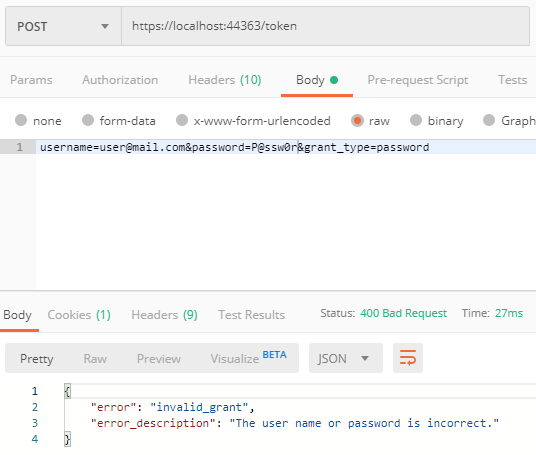 POST https://localhost:44363/token
Params Authorization Headers (10) Body Pre-request Script Tests
none form-data x-www-form-urlencoded raw binary Graph
1 username=user@mail.com&password=P@ssw0r&grant_type=password
Body Cookies (1) Headers (9) Test Results Status: 400 Bad Request Time: 27ms
Pretty Raw Preview Visualize BETA JSON
1 {
2 "error": "invalid_grant",
3 "error_description": "The user name or password is incorrect."
4 }